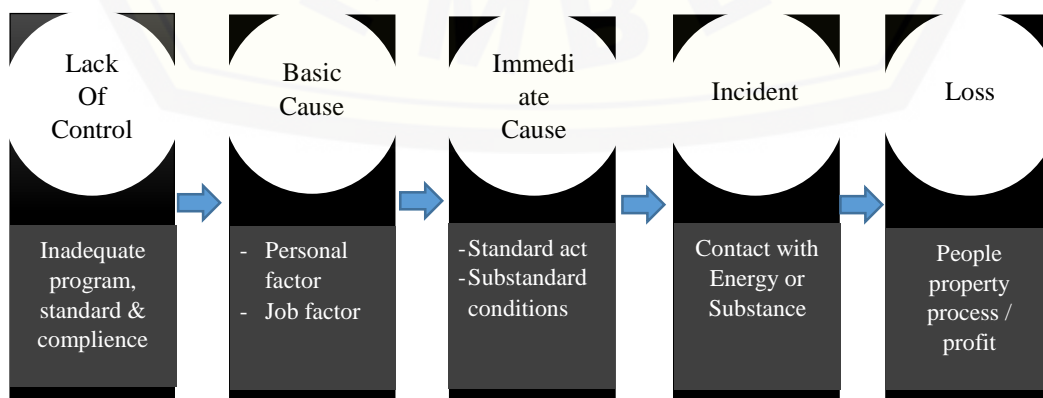 Lack
Of
Control
Inadequate
program,
standard &
complience
Basic
Cause
- Personal
factor
- Job factor
Immedi
ate
Cause
-Standard act
-Substandard
conditions
Incident
Contact with
Energy or
Substance
Loss
People
property
process /
profit